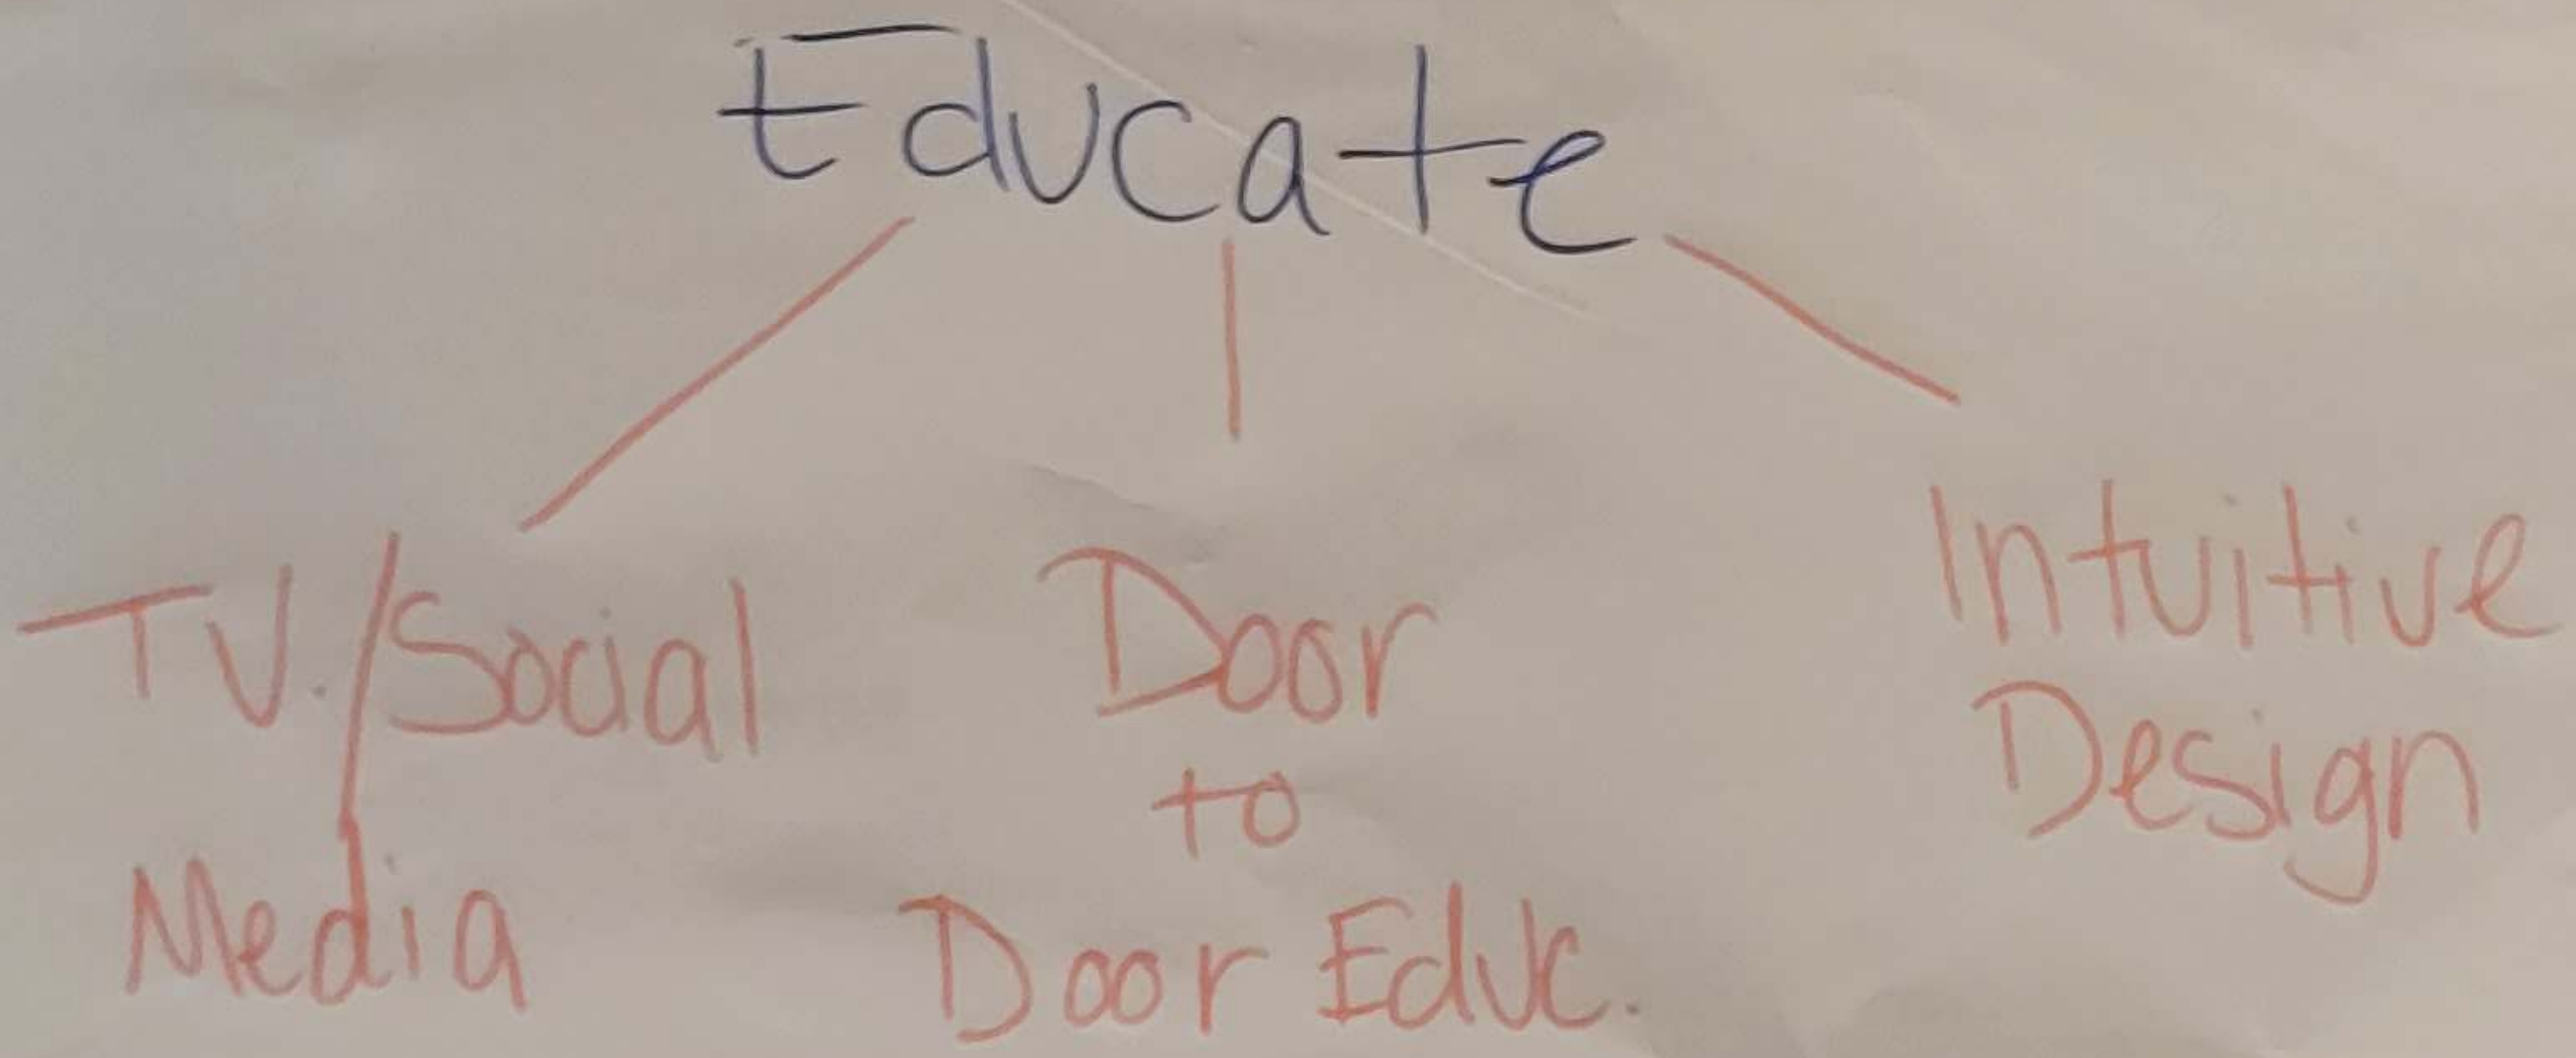 Educate
TV./Social
Media
Door
to
Door Educ.
Intuitive
Design